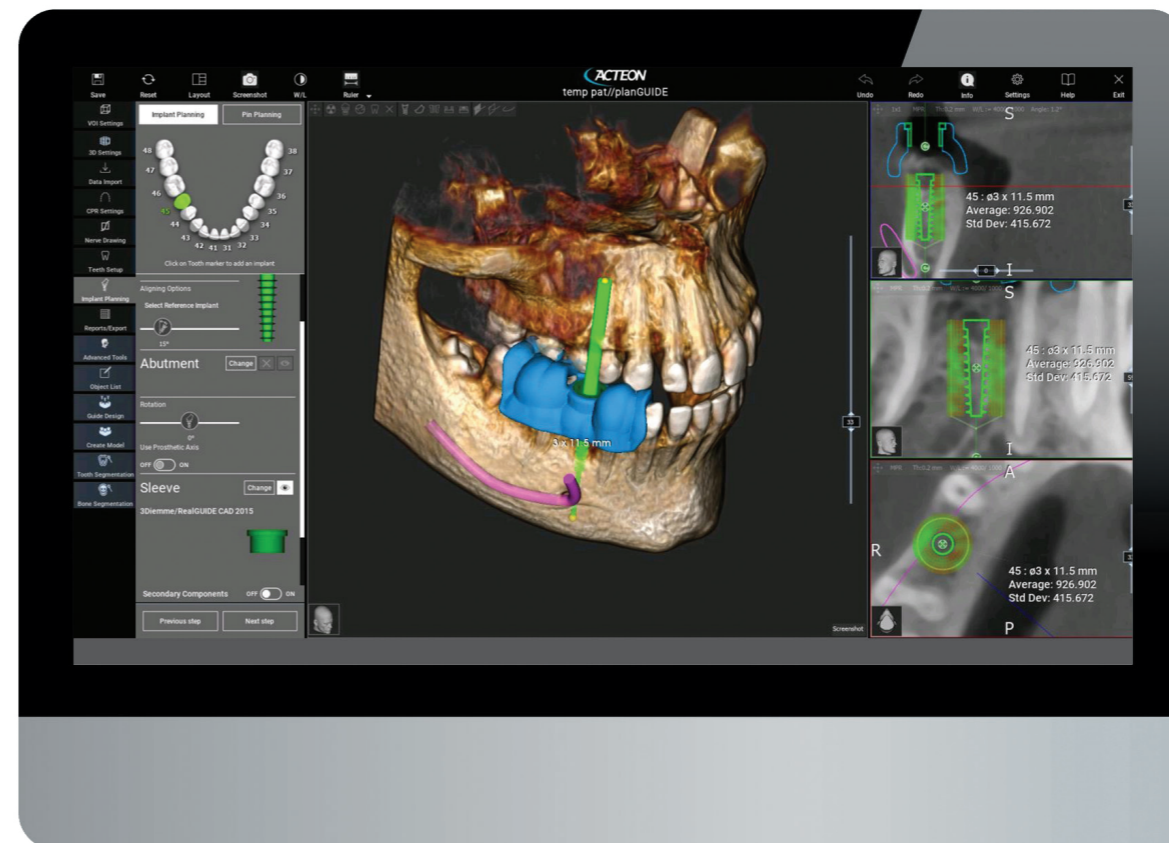 ACTEON
temp pat//planGUIDE
Save
Reset
Layout
Screenshot
W/L
Ruler
Undo
Redo
Info
Settings
Help
Exit
VOI Settings
3D Settings
Data Import
CPR Settings
Nerve Drawing
Teeth Setup
Implant Planning
Reports/Export
Advanced Tools
Object List
Guide Design
Create Model
Tooth Segmentation
Bone Segmentation
Implant Planning
Pin Planning
48
38
47
37
46
36
45
35
44
34
43
33
42 41 31 32
Click on Tooth marker to add an implant
Aligning Options
Select Reference Implant
15°
Abutment
Change
Rotation
0°
Use Prosthetic Axis
OFF
ON
Sleeve
Change
3Diemme/RealGUIDE CAD 2015
Secondary Components
OFF
ON
Previous step
Next step
3 x 11.5 mm
33
Screenshot
S
45 : ø3 x 11.5 mm
Average: 926.902
Std Dev: 415.672
0
I
S
45 : ø3 x 11.5 mm
Average: 926.902
Std Dev: 415.672
I
A
R
45 : ø3 x 11.5 mm
Average: 926.902
Std Dev: 415.672
P